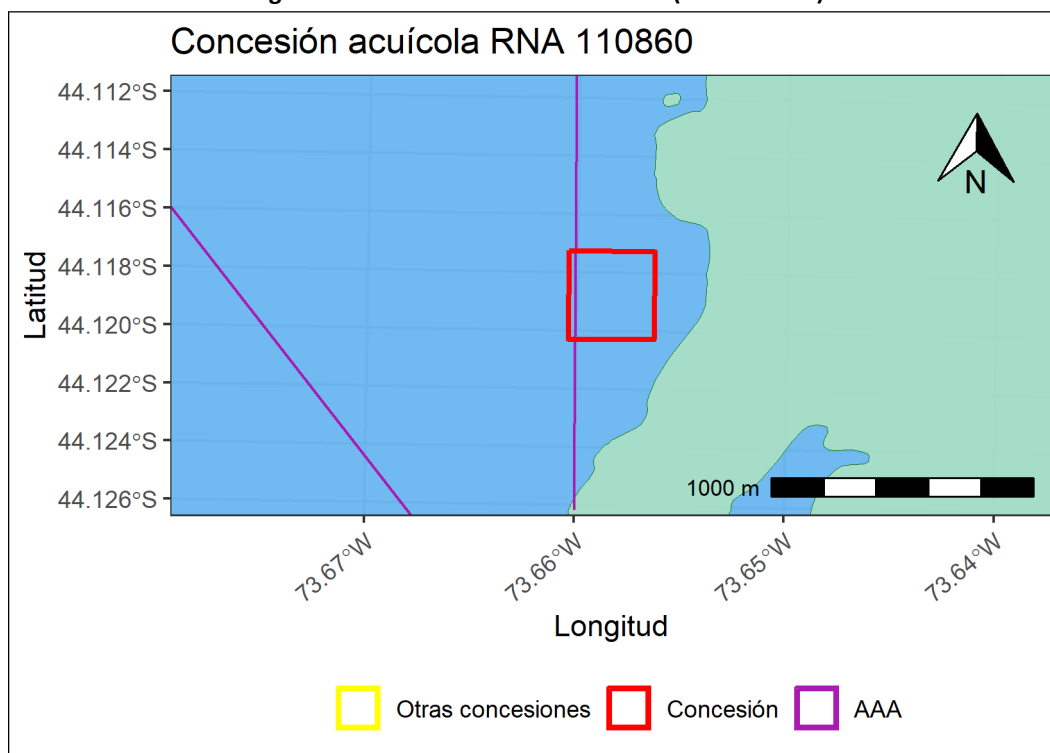 Concesión acuícola RNA 110860
44.112°S
44.114°S
44.116°S
44.118°S
44.120°S
44.122°S
44.124°S
44.126°S
Latitud
N
1000 m
73.67°W
73.66°W
73.65°W
73.64°W
Longitud
Otras concesiones
Concesión
AAA